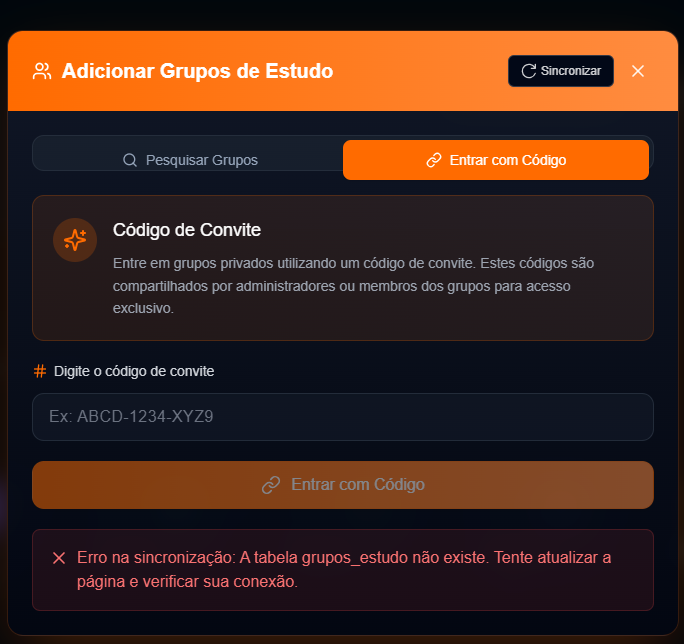 Adicionar Grupos de Estudo
Sincronizar
Pesquisar Grupos
Entrar com Código
Código de Convite
Entre em grupos privados utilizando um código de convite. Estes códigos são
compartilhados por administradores ou membros dos grupos para acesso
exclusivo.
Digite o código de convite
Ex: ABCD-1234-XYZ9
Entrar com Código
Erro na sincronização: A tabela grupos_estudo não existe. Tente atualizar a
página e verificar sua conexão.